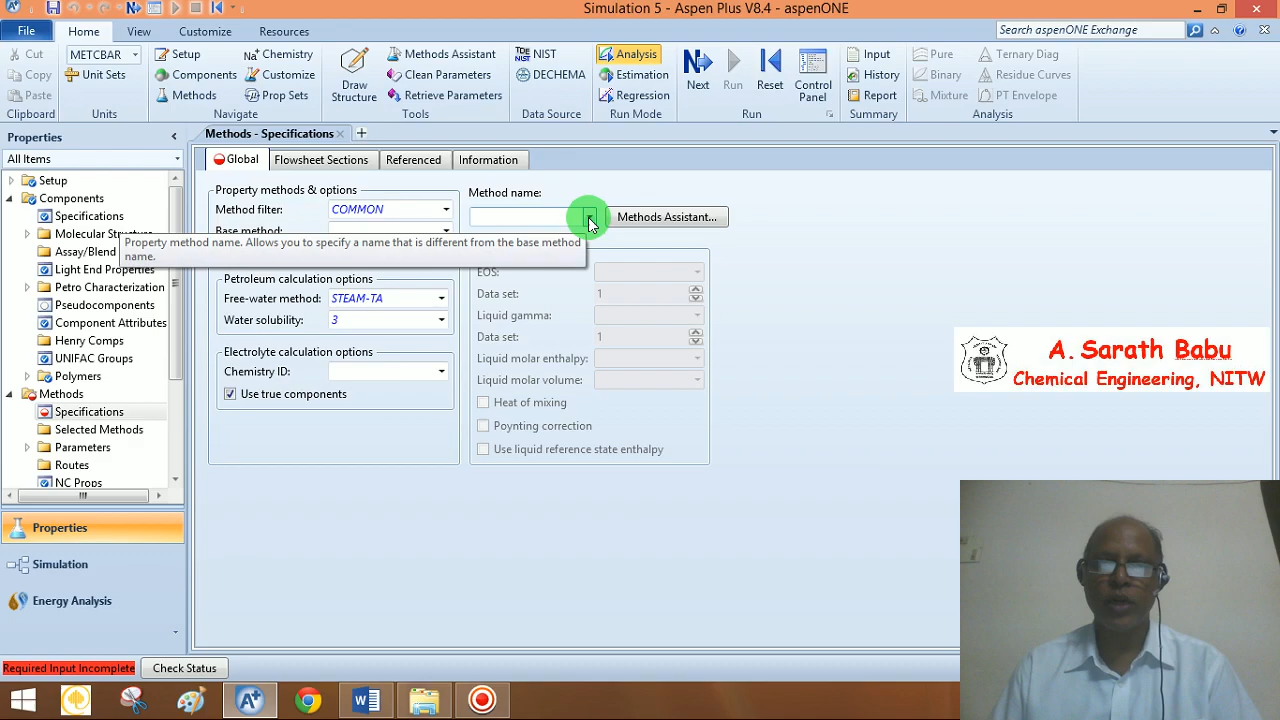 Simulation 5 - Aspen Plus V8.4 - aspenONE
File Home View Customize Resources Search aspenONE Exchange
Cut METCBAR Setup Chemistry Methods Assistant NIST Analysis Input Pure Ternary Diag
Copy Unit Sets Components Customize Clean Parameters DECHEMA Estimation History Binary Residue Curves
Paste Methods Prop Sets Draw Structure Retrieve Parameters Regression Next Run Reset Control Panel Report Mixture PT Envelope
Clipboard Units Navigate Tools Data Source Run Mode Run Summary Analysis
Properties
All Items
Setup
Components
Specifications
Molecular Struc
Assay/Blend
Light End Properties
Petro Characterization
Pseudocomponents
Component Attributes
Henry Comps
UNIFAC Groups
Polymers
Methods
Specifications
Selected Methods
Parameters
Routes
NC Props
Properties
Simulation
Energy Analysis
Methods - Specifications
Global Flowsheet Sections Referenced Information
Property methods & options
Method filter: COMMON
Base method:
Property method name. Allows you to specify a name that is different from the base method
name.
Petroleum calculation options
Free-water method: STEAM-TA
Water solubility: 3
Electrolyte calculation options
Chemistry ID:
Use true components
Method name:
Methods Assistant...
EOS:
Data set: 1
Liquid gamma:
Data set: 1
Liquid molar enthalpy:
Liquid molar volume:
Heat of mixing
Poynting correction
Use liquid reference state enthalpy
A. Sarath Babu
Chemical Engineering, NITW
Required Input Incomplete Check Status